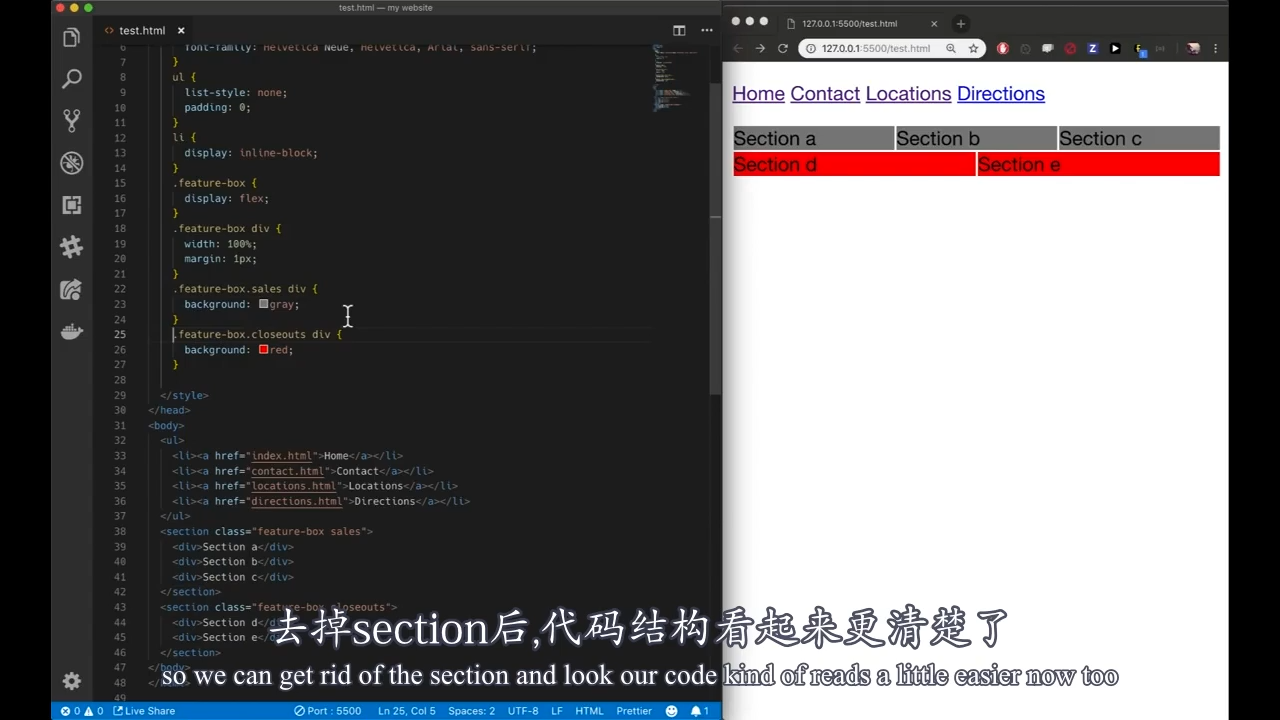 test.html — my website
test.html
6 font-family: Helvetica Neue, Helvetica, Arial, sans-serif;
7 }
8 ul {
9 list-style: none;
10 padding: 0;
11 }
12 li {
13 display: inline-block;
14 }
15 .feature-box {
16 display: flex;
17 }
18 .feature-box div {
19 width: 100%;
20 margin: 1px;
21 }
22 .feature-box.sales div {
23 background: gray;
24 }
25 .feature-box.closeouts div {
26 background: red;
27 }
28
29 </style>
30 </head>
31 <body>
32 <ul>
33 <li><a href="index.html">Home</a></li>
34 <li><a href="contact.html">Contact</a></li>
35 <li><a href="locations.html">Locations</a></li>
36 <li><a href="directions.html">Directions</a></li>
37 </ul>
38 <section class="feature-box sales">
39 <div>Section a</div>
40 <div>Section b</div>
41 <div>Section c</div>
42 </section>
43 <section class="feature-box closeouts">
44 <div>Section d</div>
45 <div>Section e</div>
46 </section>
47 </body>
48
49
0 0 Live Share Port : 5500 Ln 25, Col 5 Spaces: 2 UTF-8 LF HTML Prettier 1
127.0.0.1:5500/test.html
127.0.0.1:5500/test.html
Home Contact Locations Directions
Section a Section b Section c
Section d Section e
去掉section后,代码结构看起来更清楚了
so we can get rid of the section and look our code kind of reads a little easier now too